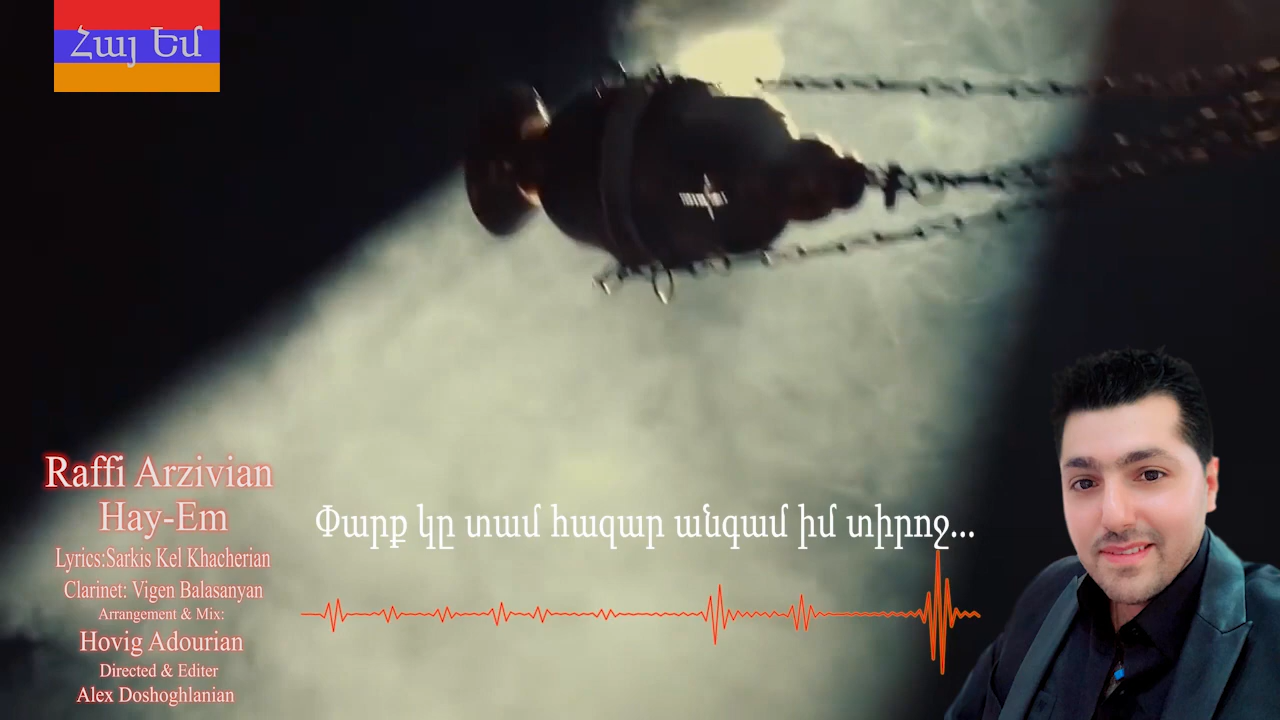 Հայ Եմ
Raffi Arzivian
Hay-Em
Lyrics:Sarkis Kel Khacherian
Clarinet: Vigen Balasanyan
Arrangement & Mix:
Hovig Adourian
Directed & Editer
Alex Doshoghlanian
Փարք կը տամ հազար անգամ իմ տիրոջ...